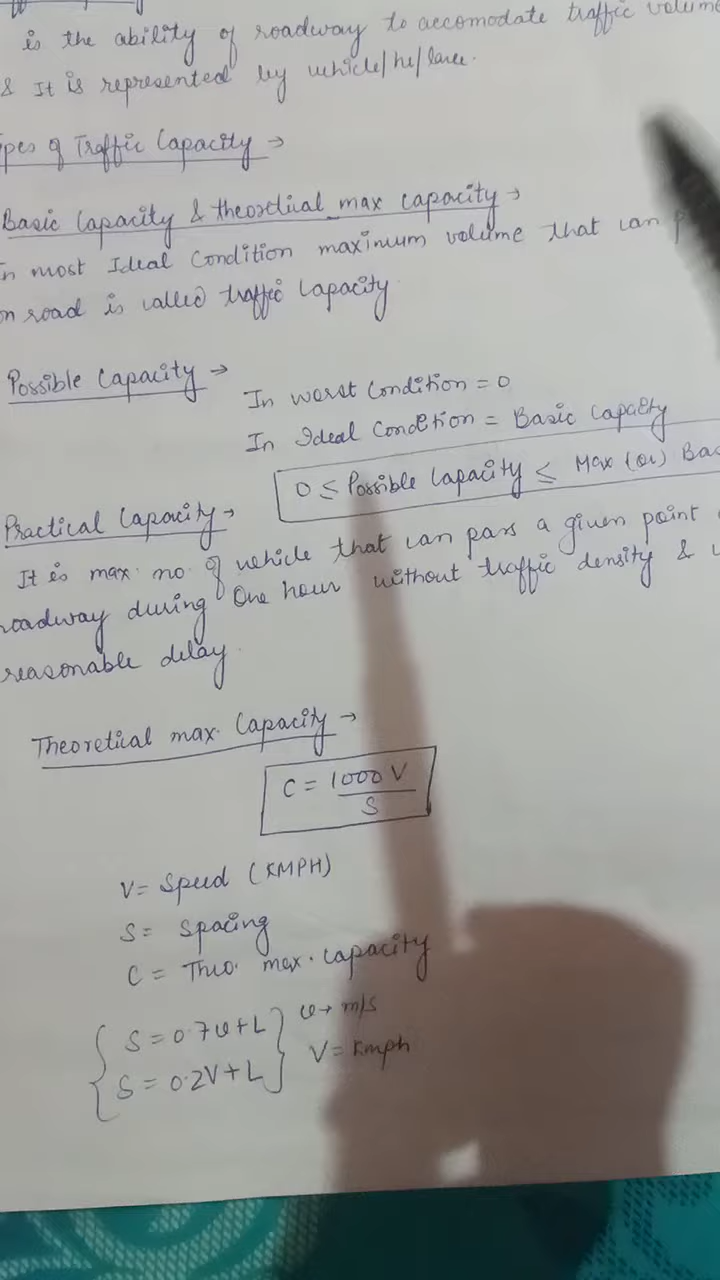 is the ability of roadway to accomodate traffic volume
& It is represented by vehicle/hr/lane.
pes of Traffic Capacity →
Basic Capacity & theoretical max capacity →
In most Ideal Condition maximum volume that can p
on road is called traffic Capacity
Possible Capacity →
In worst Condition = 0
In Ideal Condition = Basic Capacity
0 ≤ Possible Capacity ≤ Max (or) Bas
Practical Capacity →
It is max. no. of vehicle that can pass a given point
roadway during One hour without traffic density &
reasonable delay.
Theoretical max. Capacity →
C = 1000 V / S
V = Speed (KMPH)
S = Spacing
C = Theo. max. capacity
S = 0.7v + L v → m/s
S = 0.2V + L V = Kmph